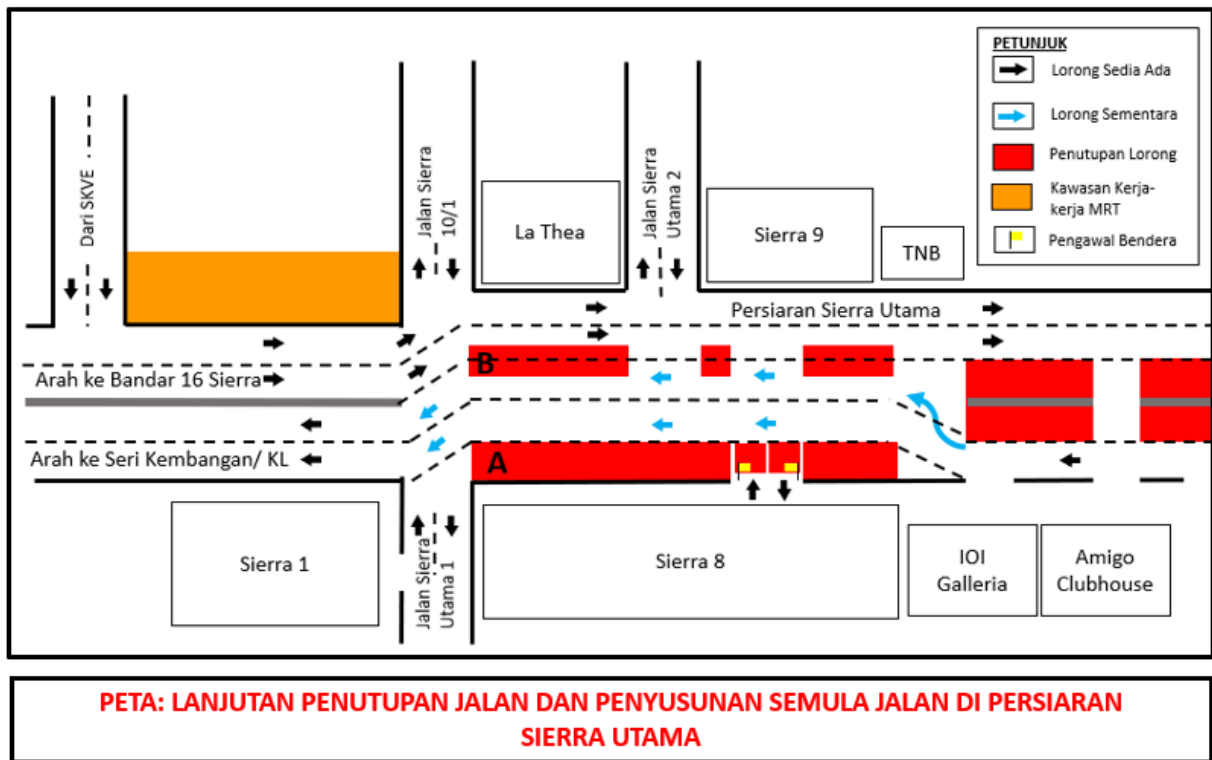 PETUNJUK
Lorong Sedia Ada
Lorong Sementara
Penutupan Lorong
Kawasan Kerja-
kerja MRT
Pengawal Bendera
Dari SKVE
Jalan Sierra
10/1
La Thea
Jalan Sierra
Utama 2
Sierra 9
TNB
Persiaran Sierra Utama
B
Arah ke Bandar 16 Sierra
Arah ke Seri Kembangan/ KL
A
Sierra 1
Jalan Sierra
Utama 1
Sierra 8
IOI
Galleria
Amigo
Clubhouse
PETA: LANJUTAN PENUTUPAN JALAN DAN PENYUSUNAN SEMULA JALAN DI PERSIARAN
SIERRA UTAMA